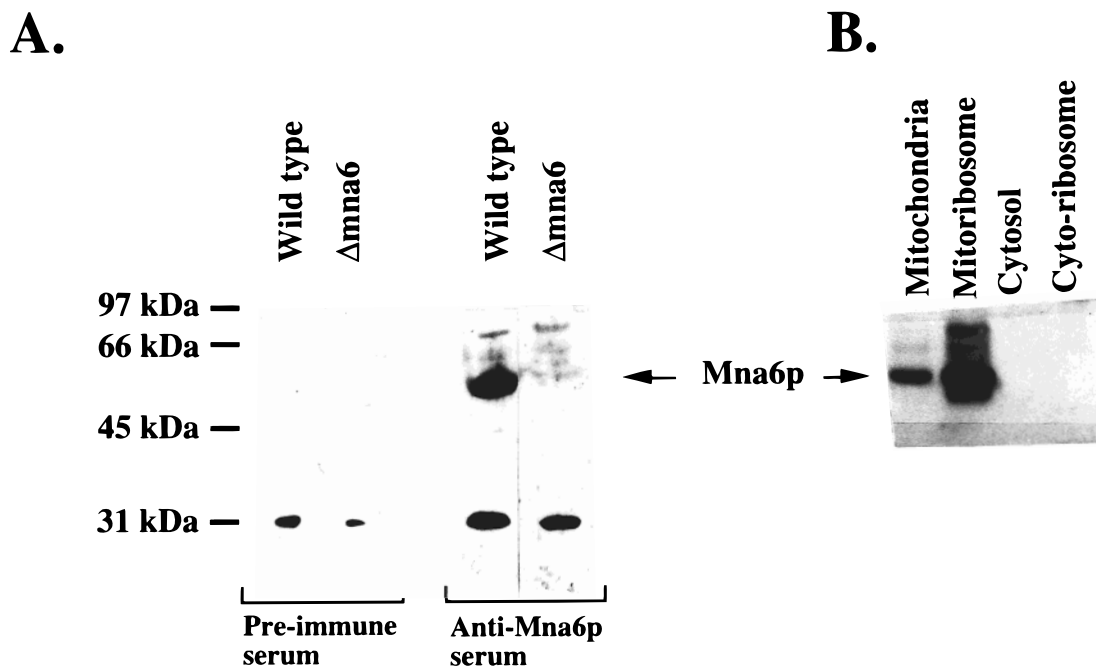 A.
Wild type
Δmna6
Wild type
Δmna6
97 kDa
66 kDa
45 kDa
31 kDa
Pre-immune
serum
Anti-Mna6p
serum
Mna6p
B.
Mitochondria
Mitoribosome
Cytosol
Cyto-ribosome